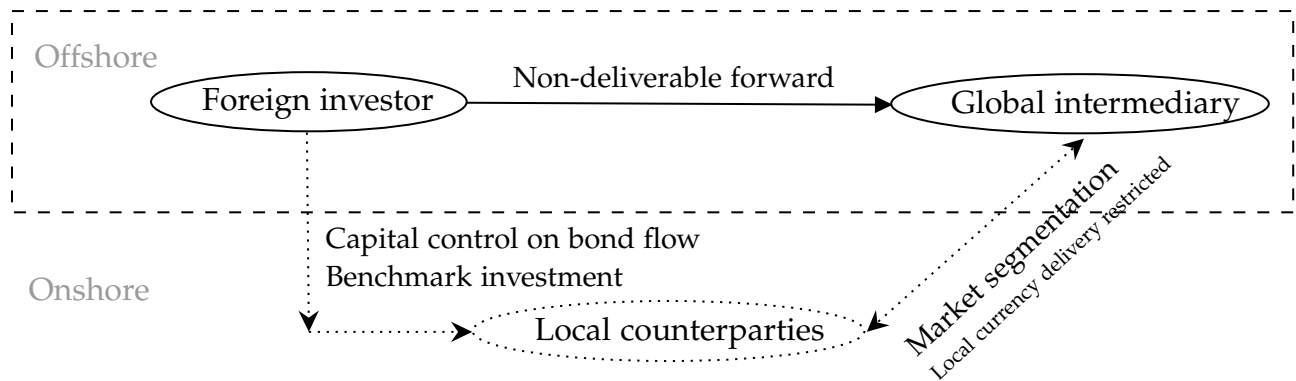 Offshore
Foreign investor
Non-deliverable forward
Global intermediary
Capital control on bond flow
Benchmark investment
Onshore
Local counterparties
Market segmentation
Local currency delivery restricted